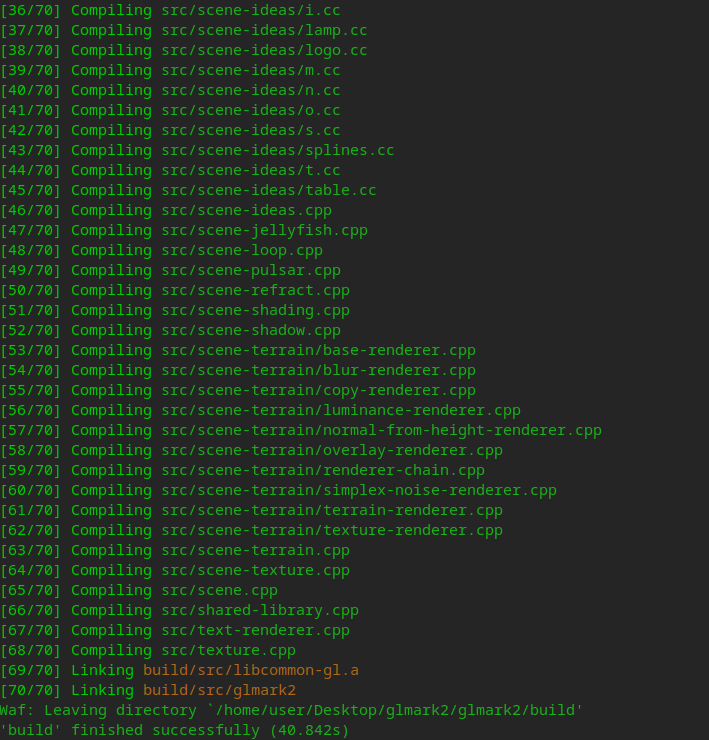 [36/70] Compiling src/scene-ideas/i.cc
[37/70] Compiling src/scene-ideas/lamp.cc
[38/70] Compiling src/scene-ideas/logo.cc
[39/70] Compiling src/scene-ideas/m.cc
[40/70] Compiling src/scene-ideas/n.cc
[41/70] Compiling src/scene-ideas/o.cc
[42/70] Compiling src/scene-ideas/s.cc
[43/70] Compiling src/scene-ideas/splines.cc
[44/70] Compiling src/scene-ideas/t.cc
[45/70] Compiling src/scene-ideas/table.cc
[46/70] Compiling src/scene-ideas.cpp
[47/70] Compiling src/scene-jellyfish.cpp
[48/70] Compiling src/scene-loop.cpp
[49/70] Compiling src/scene-pulsar.cpp
[50/70] Compiling src/scene-refract.cpp
[51/70] Compiling src/scene-shading.cpp
[52/70] Compiling src/scene-shadow.cpp
[53/70] Compiling src/scene-terrain/base-renderer.cpp
[54/70] Compiling src/scene-terrain/blur-renderer.cpp
[55/70] Compiling src/scene-terrain/copy-renderer.cpp
[56/70] Compiling src/scene-terrain/luminance-renderer.cpp
[57/70] Compiling src/scene-terrain/normal-from-height-renderer.cpp
[58/70] Compiling src/scene-terrain/overlay-renderer.cpp
[59/70] Compiling src/scene-terrain/renderer-chain.cpp
[60/70] Compiling src/scene-terrain/simplex-noise-renderer.cpp
[61/70] Compiling src/scene-terrain/terrain-renderer.cpp
[62/70] Compiling src/scene-terrain/texture-renderer.cpp
[63/70] Compiling src/scene-terrain.cpp
[64/70] Compiling src/scene-texture.cpp
[65/70] Compiling src/scene.cpp
[66/70] Compiling src/shared-library.cpp
[67/70] Compiling src/text-renderer.cpp
[68/70] Compiling src/texture.cpp
[69/70] Linking build/src/libcommon-gl.a
[70/70] Linking build/src/glmark2
Waf: Leaving directory `/home/user/Desktop/glmark2/glmark2/build'
'build' finished successfully (40.842s)